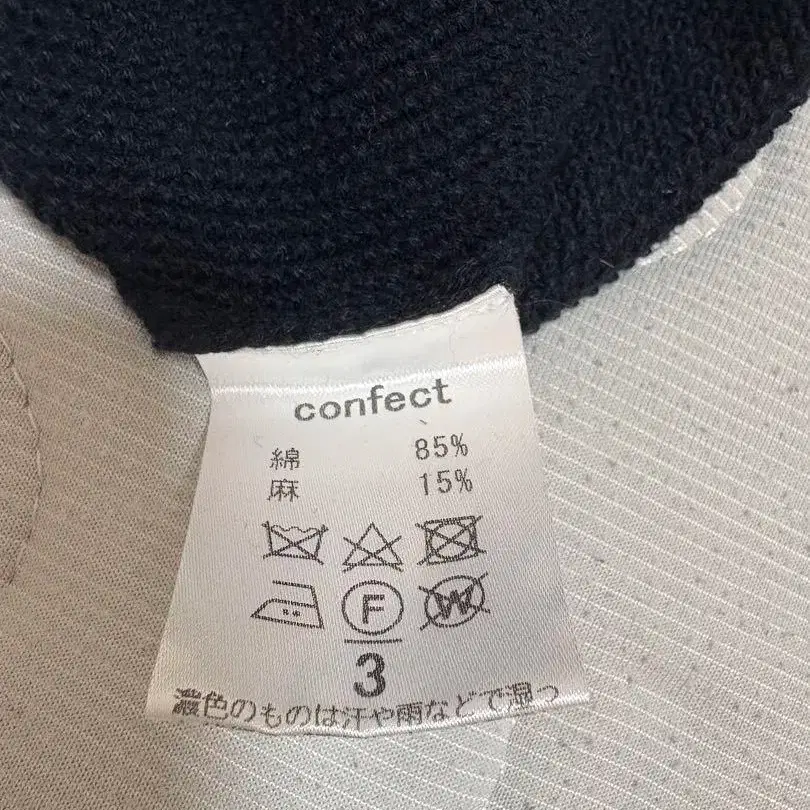 confect
綿 85%
麻 15%
F
W
3
濃色のものは汗や雨などで湿っ